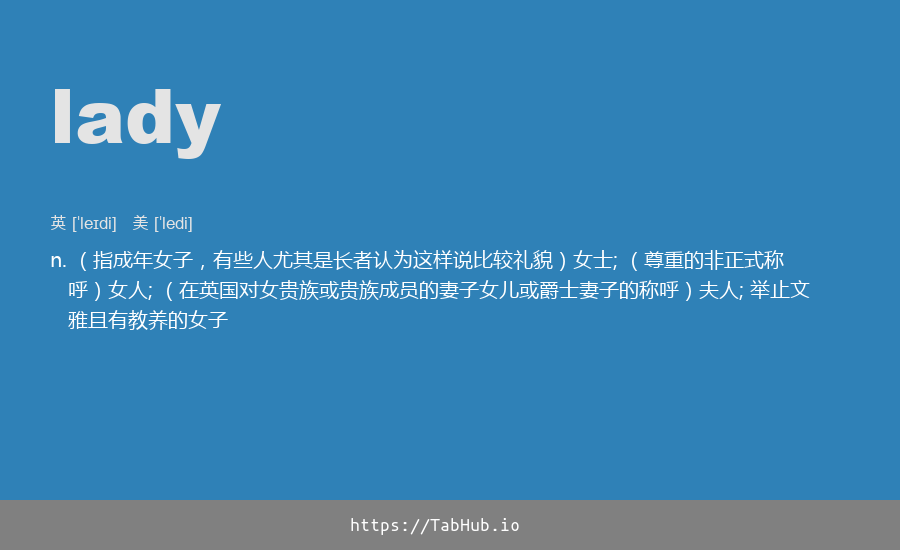 lady
英 [ˈleɪdi] 美 [ˈledi]
n.（指成年女子，有些人尤其是长者认为这样说比较礼貌）女士;（尊重的非正式称
呼）女人;（在英国对女贵族或贵族成员的妻子女儿或爵士妻子的称呼）夫人; 举止文
雅且有教养的女子
https://TabHub.io